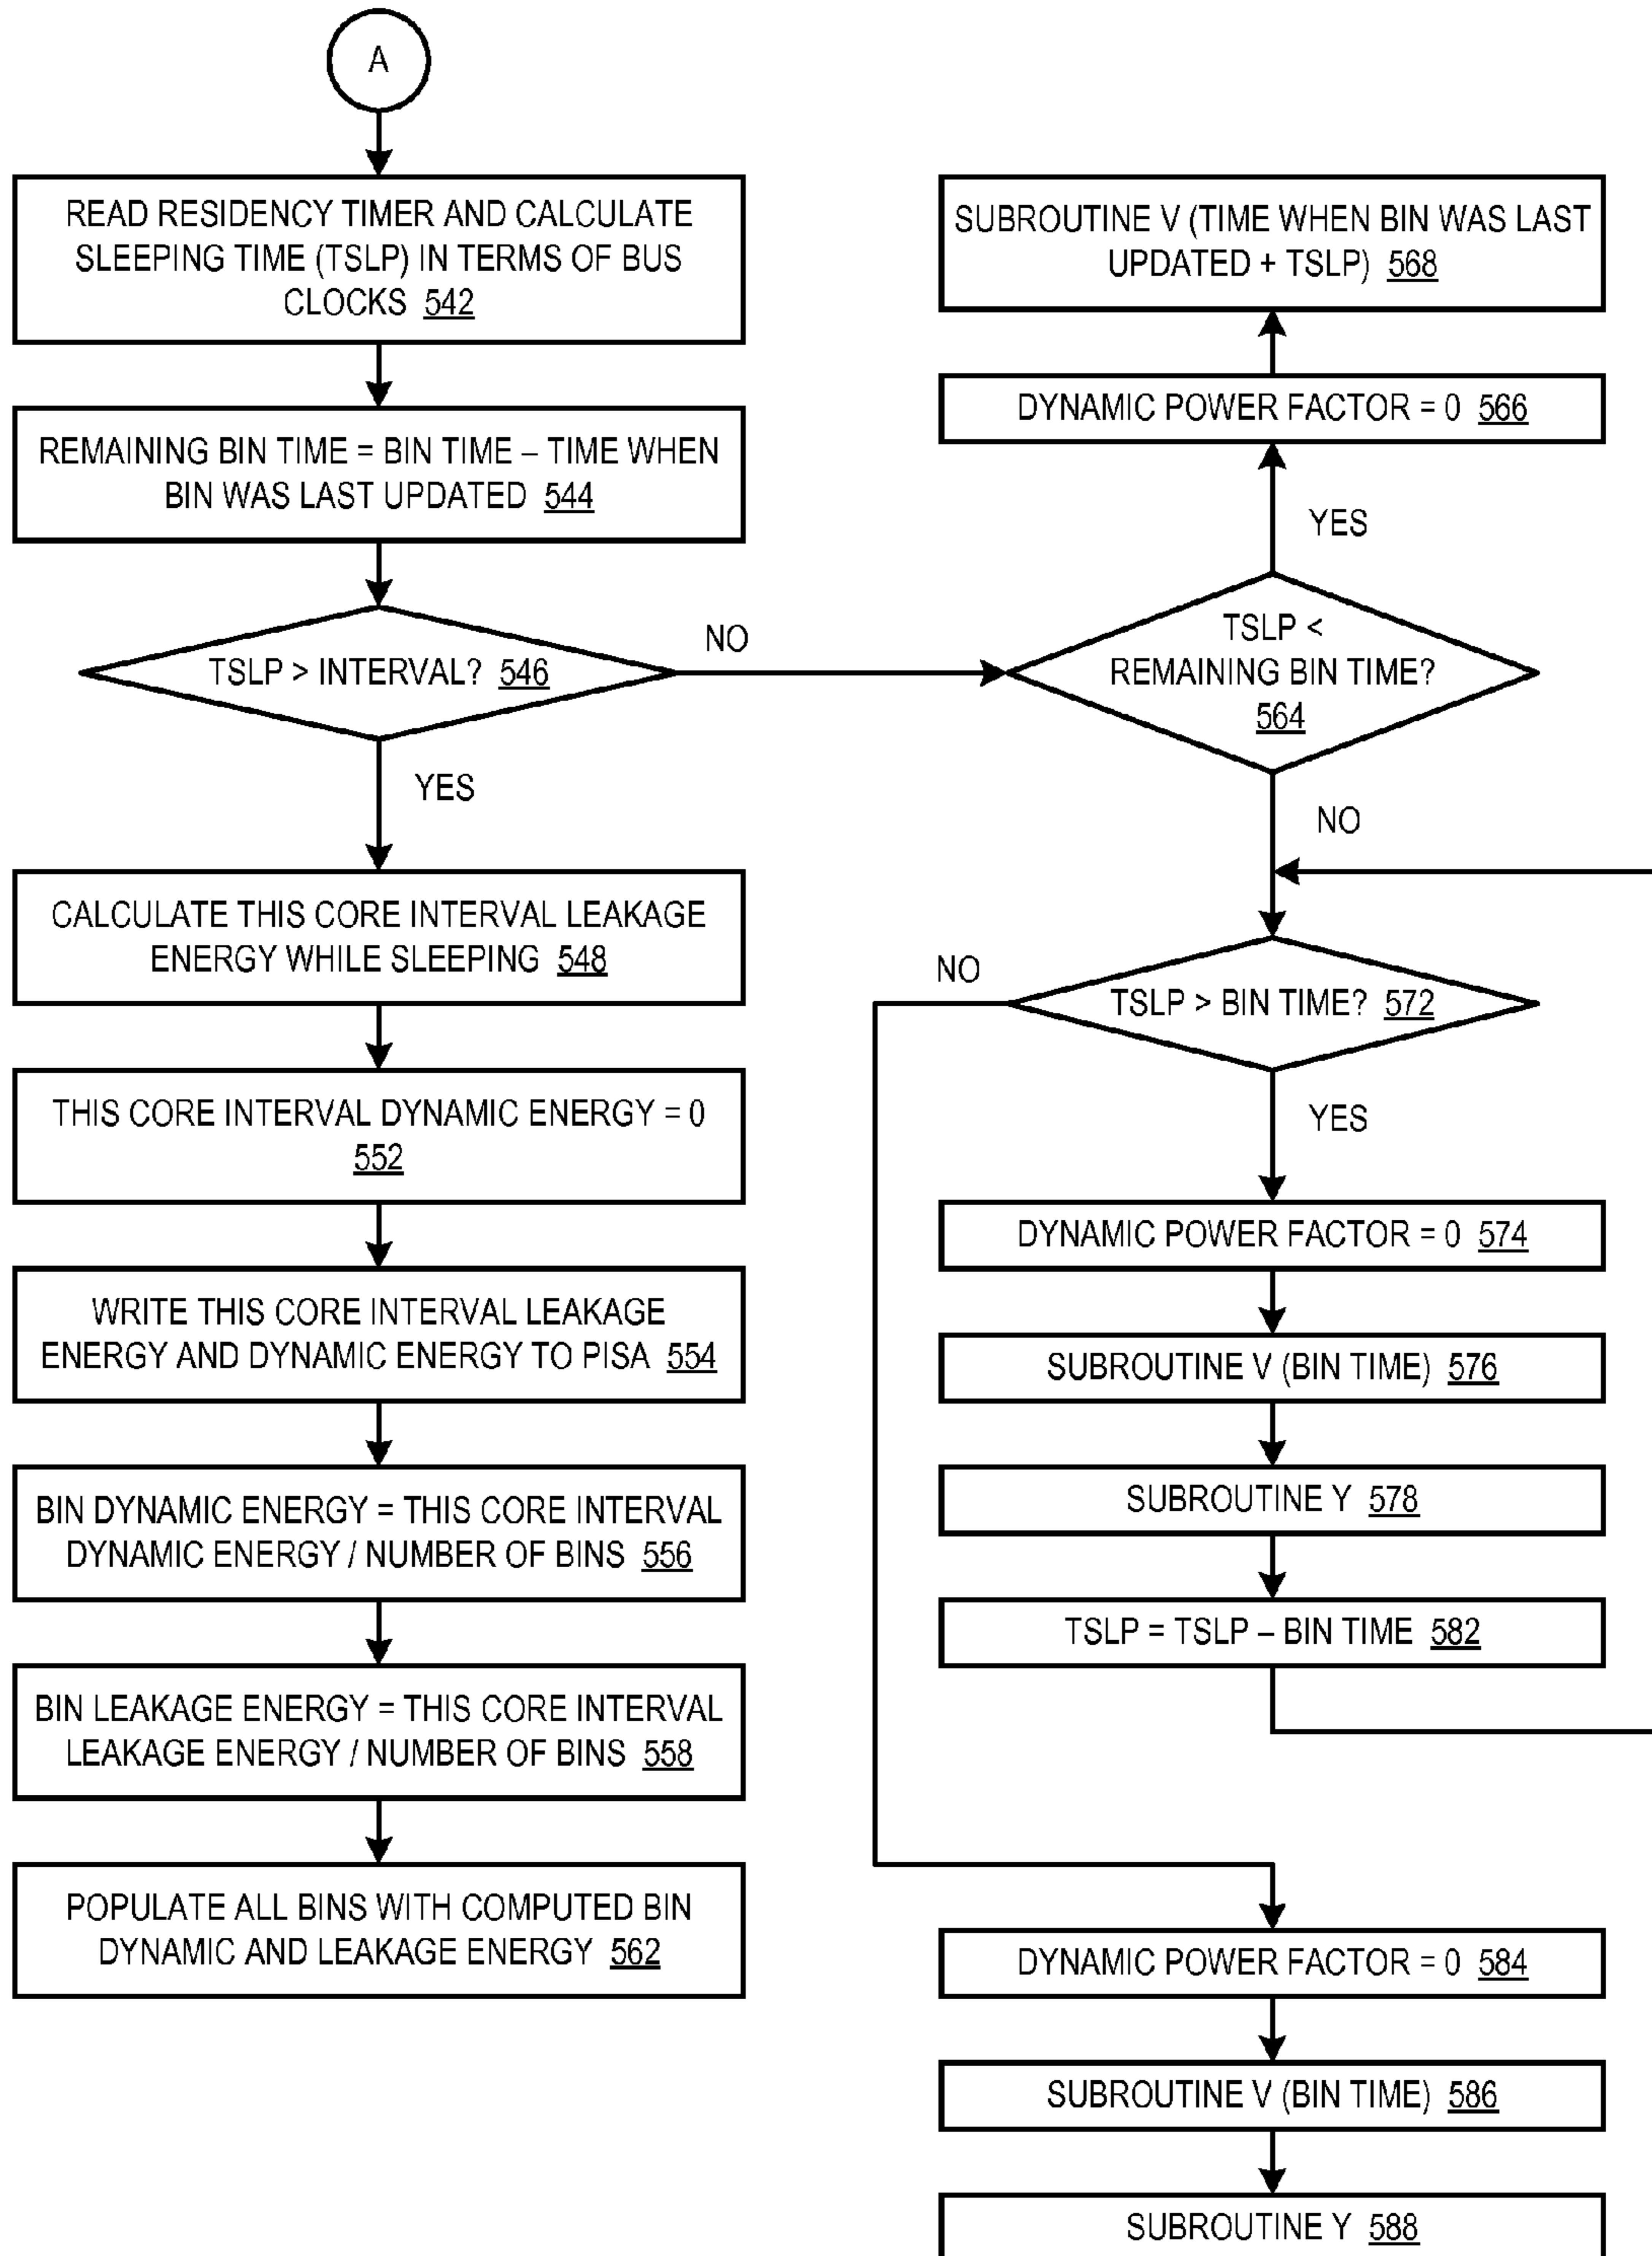 A
READ RESIDENCY TIMER AND CALCULATE
SLEEPING TIME (TSLP) IN TERMS OF BUS
CLOCKS 542
REMAINING BIN TIME = BIN TIME – TIME WHEN
BIN WAS LAST UPDATED 544
TSLP > INTERVAL? 546
NO
YES
CALCULATE THIS CORE INTERVAL LEAKAGE
ENERGY WHILE SLEEPING 548
THIS CORE INTERVAL DYNAMIC ENERGY = 0
552
WRITE THIS CORE INTERVAL LEAKAGE
ENERGY AND DYNAMIC ENERGY TO PISA 554
BIN DYNAMIC ENERGY = THIS CORE INTERVAL
DYNAMIC ENERGY / NUMBER OF BINS 556
BIN LEAKAGE ENERGY = THIS CORE INTERVAL
LEAKAGE ENERGY / NUMBER OF BINS 558
POPULATE ALL BINS WITH COMPUTED BIN
DYNAMIC AND LEAKAGE ENERGY 562
SUBROUTINE V (TIME WHEN BIN WAS LAST
UPDATED + TSLP) 568
DYNAMIC POWER FACTOR = 0 566
YES
TSLP <
REMAINING BIN TIME?
564
NO
NO
TSLP > BIN TIME? 572
YES
DYNAMIC POWER FACTOR = 0 574
SUBROUTINE V (BIN TIME) 576
SUBROUTINE Y 578
TSLP = TSLP – BIN TIME 582
DYNAMIC POWER FACTOR = 0 584
SUBROUTINE V (BIN TIME) 586
SUBROUTINE Y 588